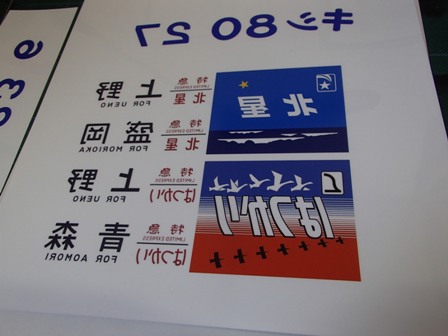 キシ80 27
北星
特急 上野
LIMITED EXPRESS
北星 FOR UENO
特急 盛岡
LIMITED EXPRESS
北星 FOR MORIOKA
はつかり
特急 上野
LIMITED EXPRESS
はつかり FOR UENO
特急 青森
LIMITED EXPRESS
はつかり FOR AOMORI